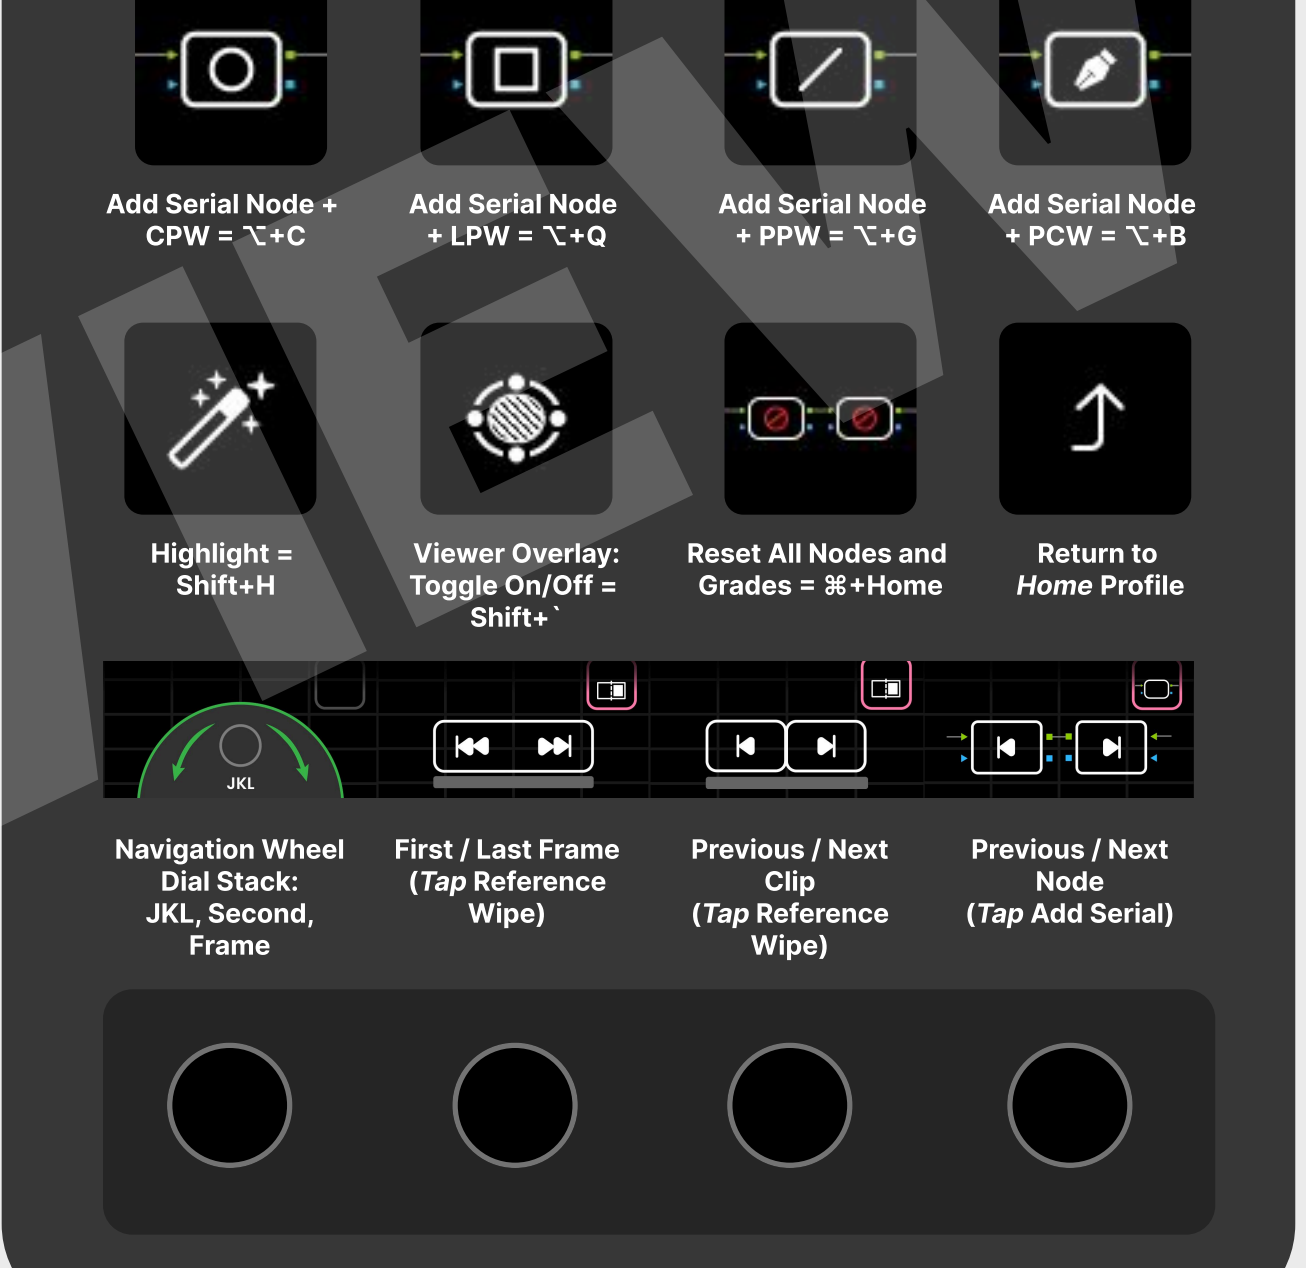 Add Serial Node +
CPW = ⌥+C
Add Serial Node
+ LPW = ⌥+Q
Add Serial Node
+ PPW = ⌥+G
Add Serial Node
+ PCW = ⌥+B
Highlight =
Shift+H
Viewer Overlay:
Toggle On/Off =
Shift+`
Reset All Nodes and
Grades = ⌘+Home
Return to
Home Profile
JKL
Navigation Wheel
Dial Stack:
JKL, Second,
Frame
First / Last Frame
(Tap Reference
Wipe)
Previous / Next
Clip
(Tap Reference
Wipe)
Previous / Next
Node
(Tap Add Serial)
VIEW